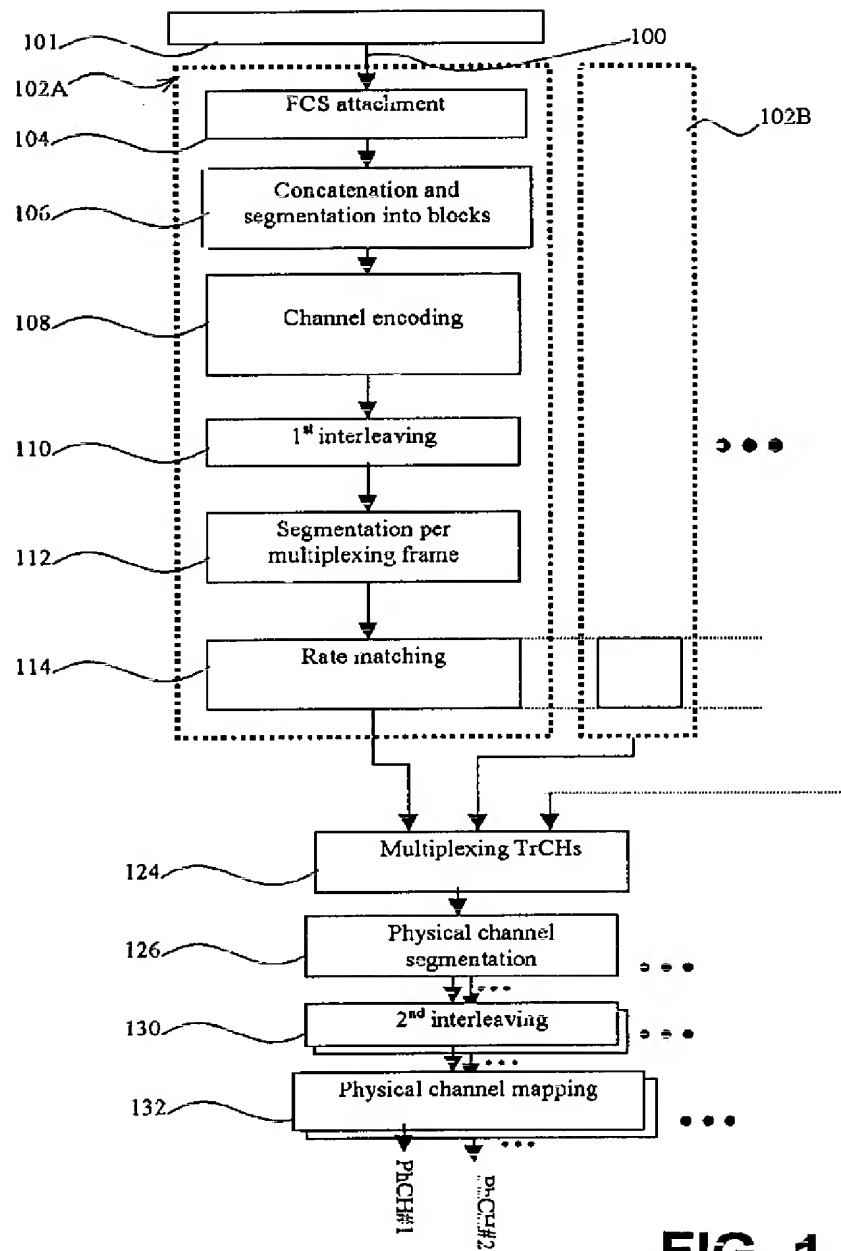 101
100
102A
FCS attachment
102B
104
Concatenation and
segmentation into blocks
106
Channel encoding
108
1st interleaving
110
Segmentation per
multiplexing frame
112
Rate matching
114
Multiplexing TrCHs
124
Physical channel
segmentation
126
2nd interleaving
130
Physical channel mapping
132
PhCH#1
PhCH#2
FIG. 1